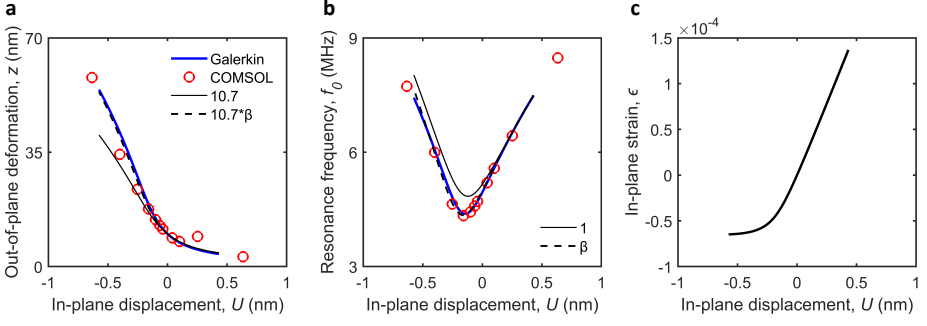 a
Out-of-plane deformation, z (nm)
70
35
0
-1
-0.5
0
0.5
1
In-plane displacement, U (nm)
Galerkin
COMSOL
10.7
10.7*β
b
Resonance frequency, f₀ (MHz)
9
6
3
-1
-0.5
0
0.5
1
In-plane displacement, U (nm)
1
β
c
×10⁻⁴
In-plane strain, ϵ
1.5
1
0.5
0
-0.5
-1
-1
-0.5
0
0.5
1
In-plane displacement, U (nm)